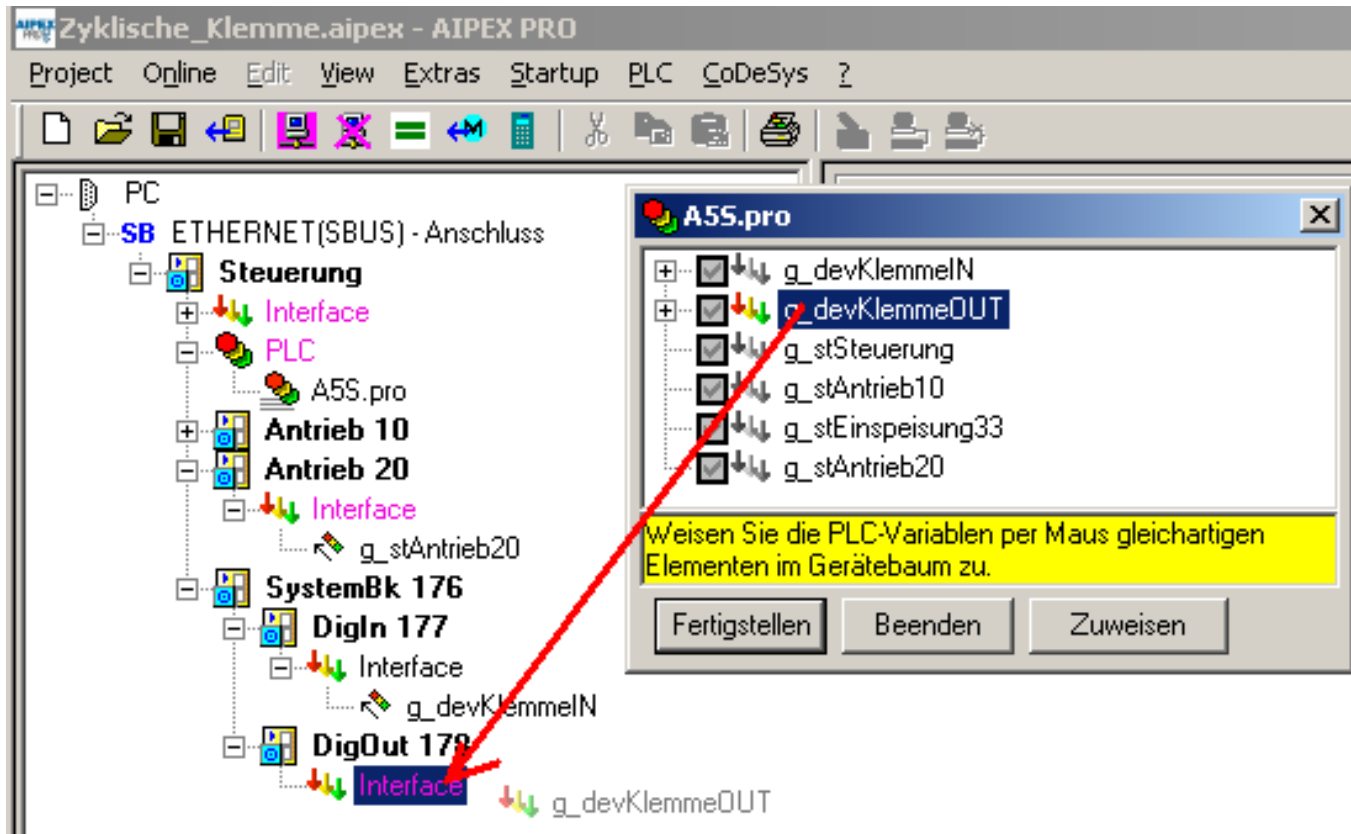 Zyklische_Klemme.aipex - AIPEX PRO
Project Online Edit View Extras Startup PLC CoDeSys ?
PC
SB ETHERNET(SBUS) - Anschluss
Steuerung
Interface
PLC
A5S.pro
Antrieb 10
Antrieb 20
Interface
g_stAntrieb20
SystemBk 176
DigIn 177
Interface
g_devKlemmeIN
DigOut 178
Interface
g_devKlemmeOUT
A5S.pro
g_devKlemmeIN
g_devKlemmeOUT
g_stSteuerung
g_stAntrieb10
g_stEinspeisung33
g_stAntrieb20
Weisen Sie die PLC-Variablen per Maus gleichartigen
Elementen im Gerätebaum zu.
Fertigstellen Beenden Zuweisen